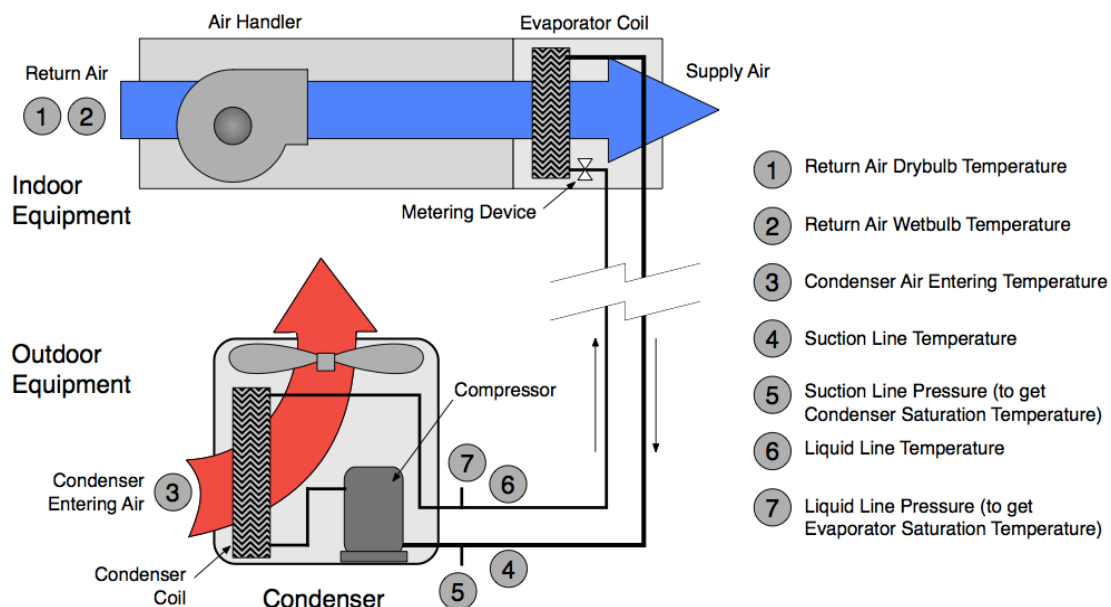 Air Handler
Evaporator Coil
Return Air
Supply Air
1 2
Indoor
Equipment
Metering Device
1 Return Air Drybulb Temperature
2 Return Air Wetbulb Temperature
3 Condenser Air Entering Temperature
4 Suction Line Temperature
5 Suction Line Pressure (to get
Condenser Saturation Temperature)
6 Liquid Line Temperature
7 Liquid Line Pressure (to get
Evaporator Saturation Temperature)
Outdoor
Equipment
Compressor
7
6
Condenser
Entering Air
3
4
5
Condenser
Coil
Condenser